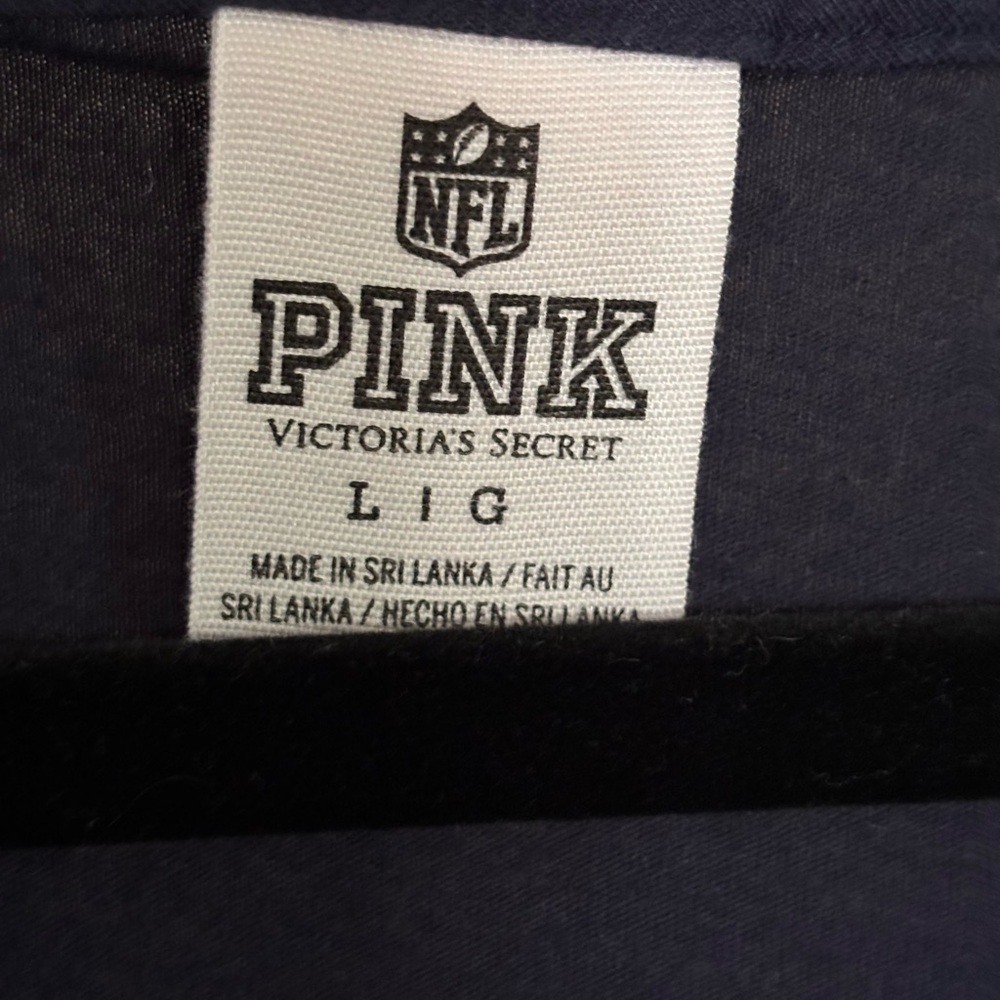 NFL
PINK
VICTORIA'S SECRET
L | G
MADE IN SRI LANKA / FAIT AU
SRI LANKA / HECHO EN SRI LANKA